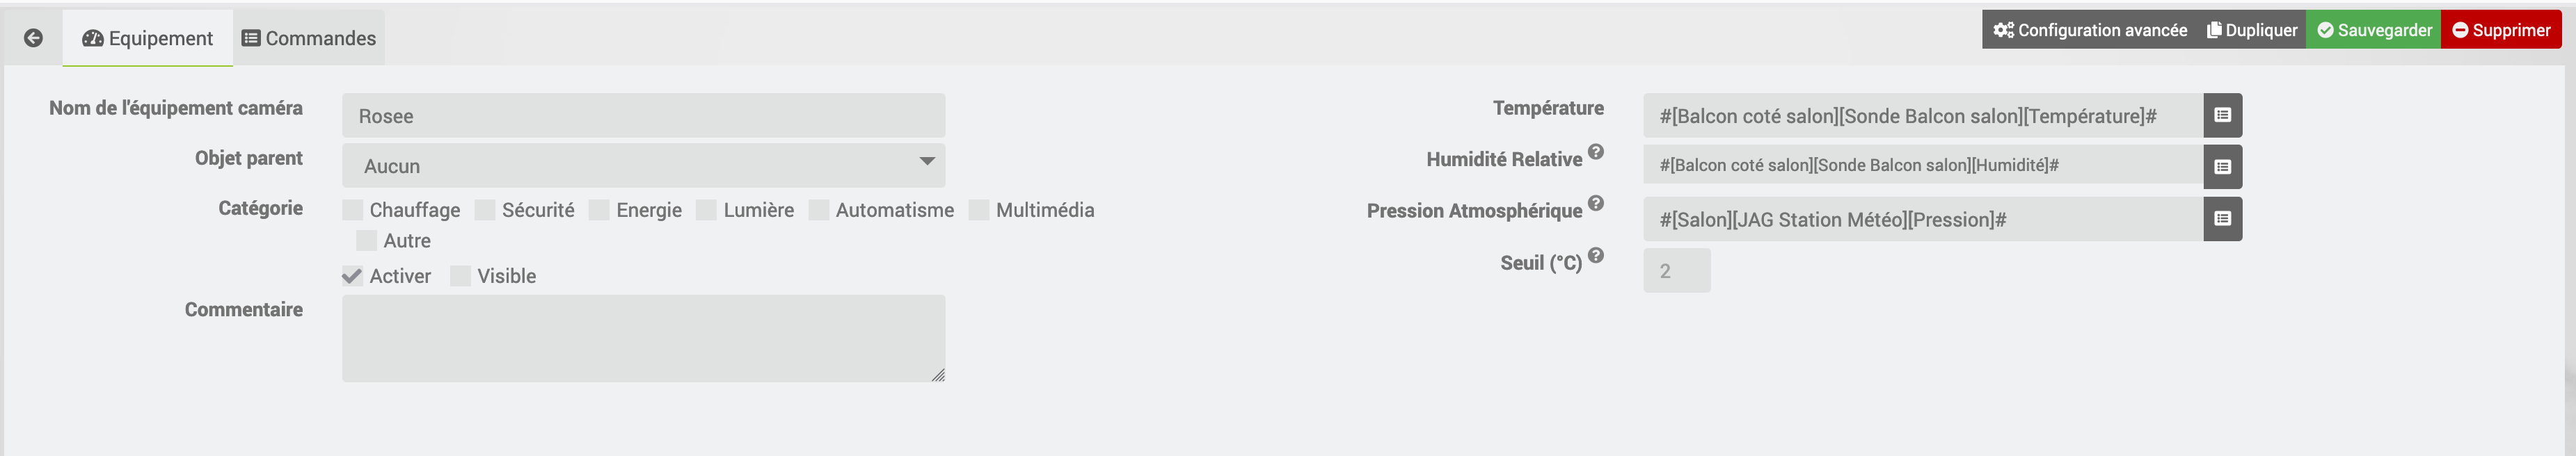 Equipement
Commandes
Configuration avancée
Dupliquer
Sauvegarder
Supprimer
Nom de l'équipement caméra
Rosee
Objet parent
Aucun
Catégorie
Chauffage Sécurité Energie Lumière Automatisme Multimédia
Autre
Activer Visible
Commentaire
Température
#[Balcon coté salon][Sonde Balcon salon][Température]#
Humidité Relative ?
#[Balcon coté salon][Sonde Balcon salon][Humidité]#
Pression Atmosphérique ?
#[Salon][JAG Station Météo][Pression]#
Seuil (°C) ?
2